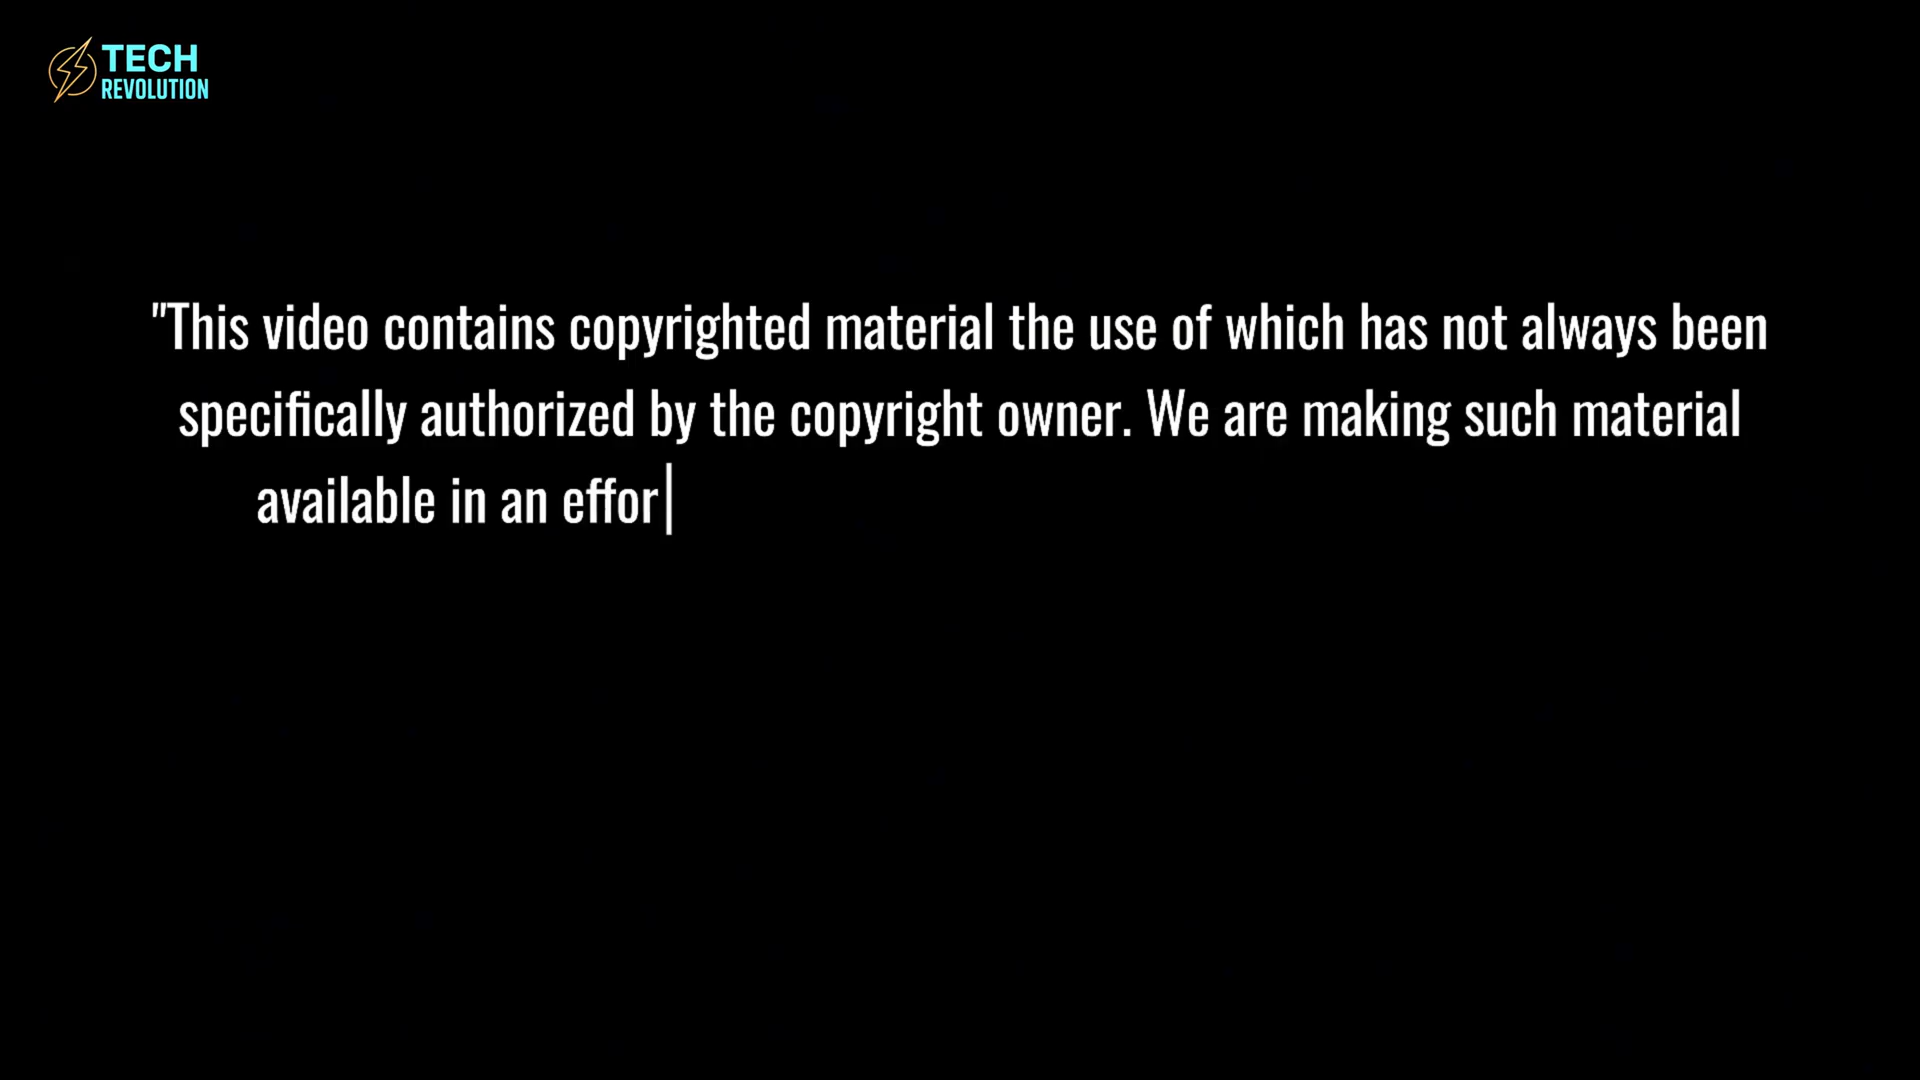 TECH
REVOLUTION
"This video contains copyrighted material the use of which has not always been
specifically authorized by the copyright owner. We are making such material
available in an effor